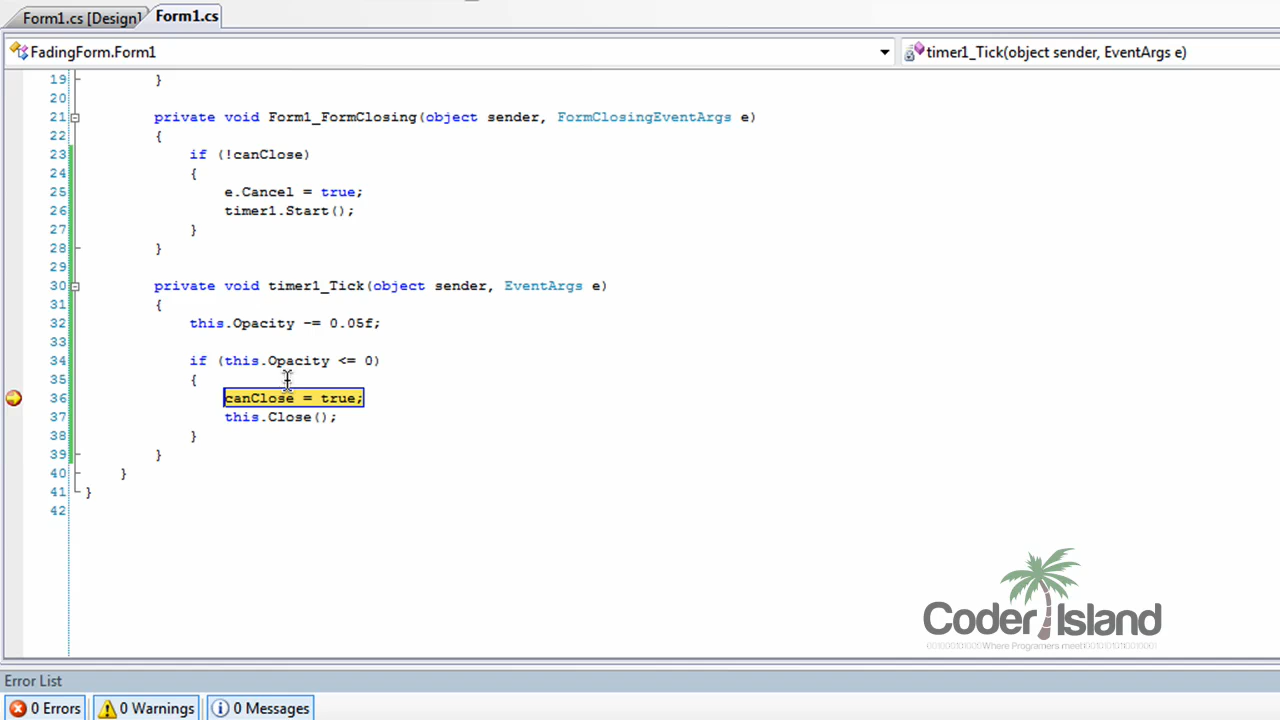 Form1.cs [Design] Form1.cs
FadingForm.Form1 timer1_Tick(object sender, EventArgs e)
19 }
20
21 private void Form1_FormClosing(object sender, FormClosingEventArgs e)
22 {
23 if (!canClose)
24 {
25 e.Cancel = true;
26 timer1.Start();
27 }
28 }
29
30 private void timer1_Tick(object sender, EventArgs e)
31 {
32 this.Opacity -= 0.05f;
33
34 if (this.Opacity <= 0)
35 {
36 canClose = true;
37 this.Close();
38 }
39 }
40 }
41 }
42
Coder Island
Where Programers meet
Error List
0 Errors 0 Warnings 0 Messages